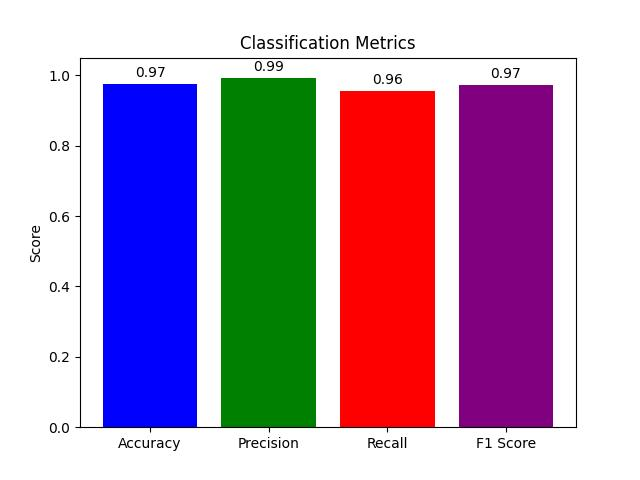 Classification Metrics
0.97
0.99
0.96
0.97
1.0
0.8
0.6
0.4
0.2
0.0
Score
Accuracy
Precision
Recall
F1 Score